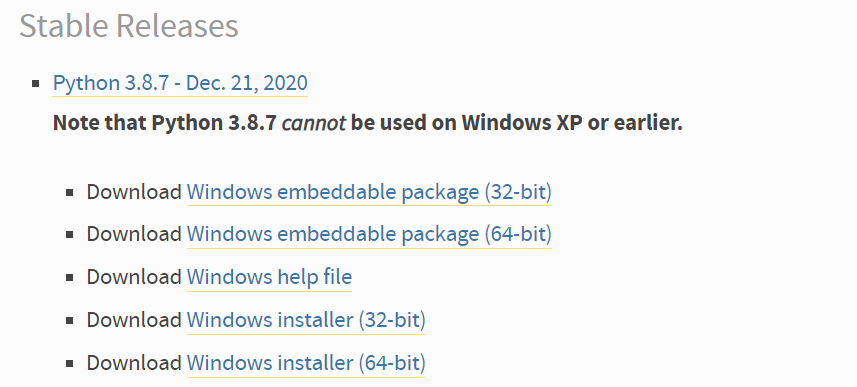 Stable Releases
Python 3.8.7 - Dec. 21, 2020
Note that Python 3.8.7 cannot be used on Windows XP or earlier.
Download Windows embeddable package (32-bit)
Download Windows embeddable package (64-bit)
Download Windows help file
Download Windows installer (32-bit)
Download Windows installer (64-bit)